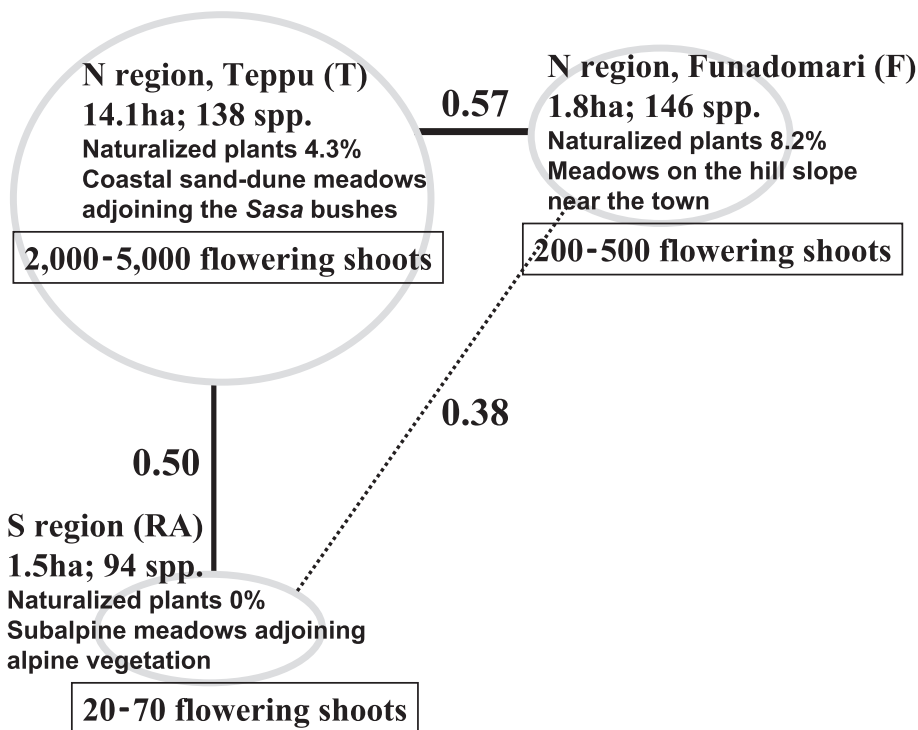 N region, Teppu (T)
14.1ha; 138 spp.
Naturalized plants 4.3%
Coastal sand-dune meadows
adjoining the Sasa bushes
2,000-5,000 flowering shoots
0.57
N region, Funadomari (F)
1.8ha; 146 spp.
Naturalized plants 8.2%
Meadows on the hill slope
near the town
200-500 flowering shoots
0.38
0.50
S region (RA)
1.5ha; 94 spp.
Naturalized plants 0%
Subalpine meadows adjoining
alpine vegetation
20-70 flowering shoots